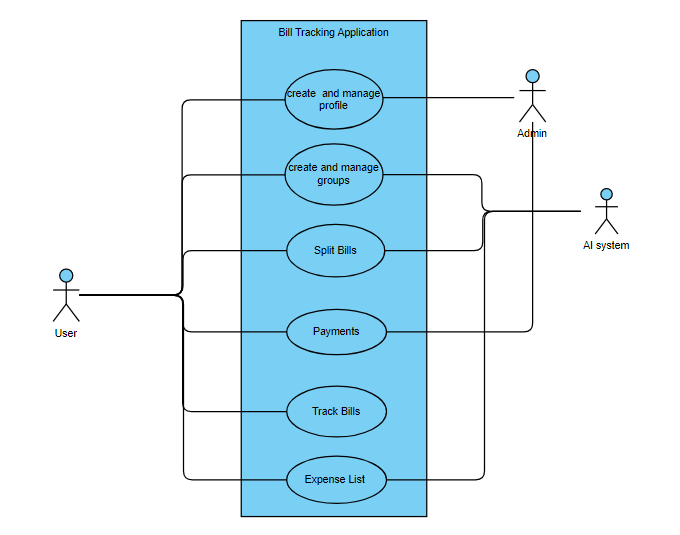 Bill Tracking Application
create  and manage
profile
Admin
create and manage
groups
AI system
Split Bills
User
Payments
Track Bills
Expense List